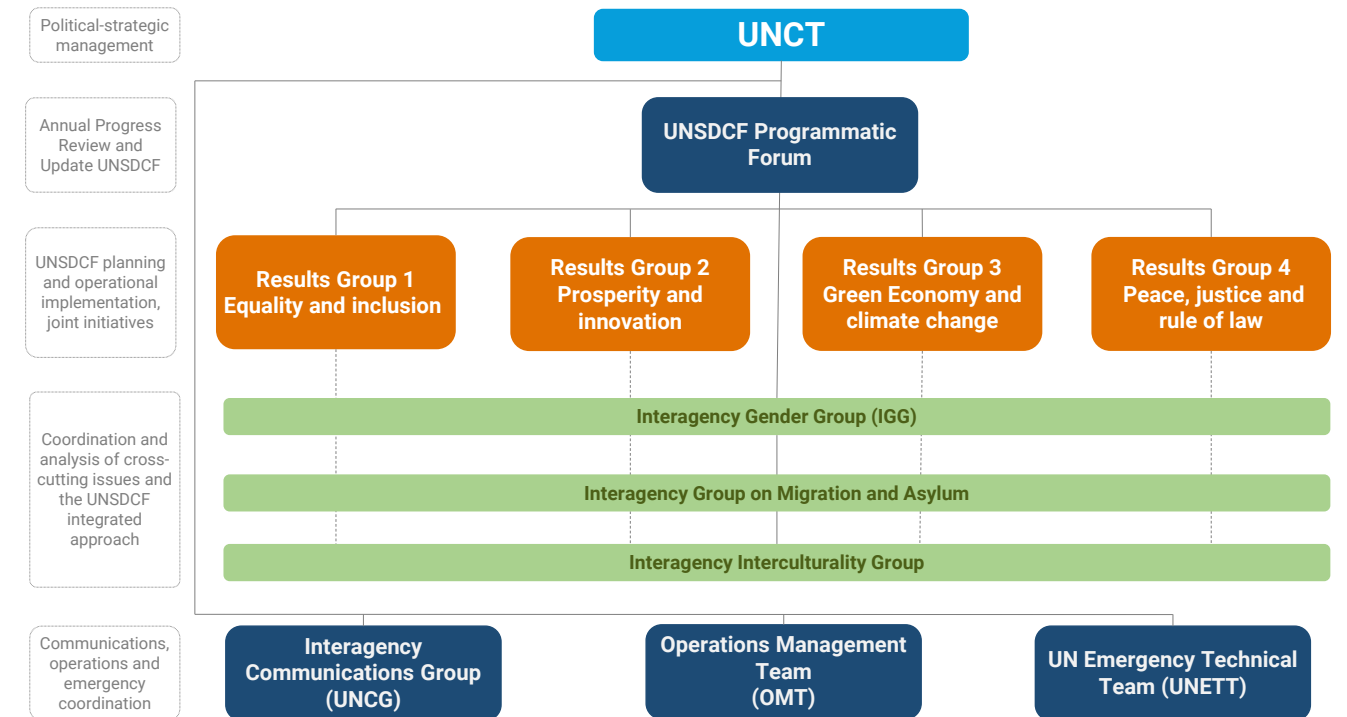 Political-strategic
management
UNCT
Annual Progress
Review and
Update UNSDCF
UNSDCF Programmatic
Forum
UNSDCF planning
and operational
implementation,
joint initiatives
Results Group 1
Equality and inclusion
Results Group 2
Prosperity and
innovation
Results Group 3
Green Economy and
climate change
Results Group 4
Peace, justice and
rule of law
Coordination and
analysis of cross-
cutting issues and
the UNSDCF
integrated
approach
Interagency Gender Group (IGG)
Interagency Group on Migration and Asylum
Interagency Interculturality Group
Communications,
operations and
emergency
coordination
Interagency
Communications Group
(UNCG)
Operations Management
Team
(OMT)
UN Emergency Technical
Team (UNETT)